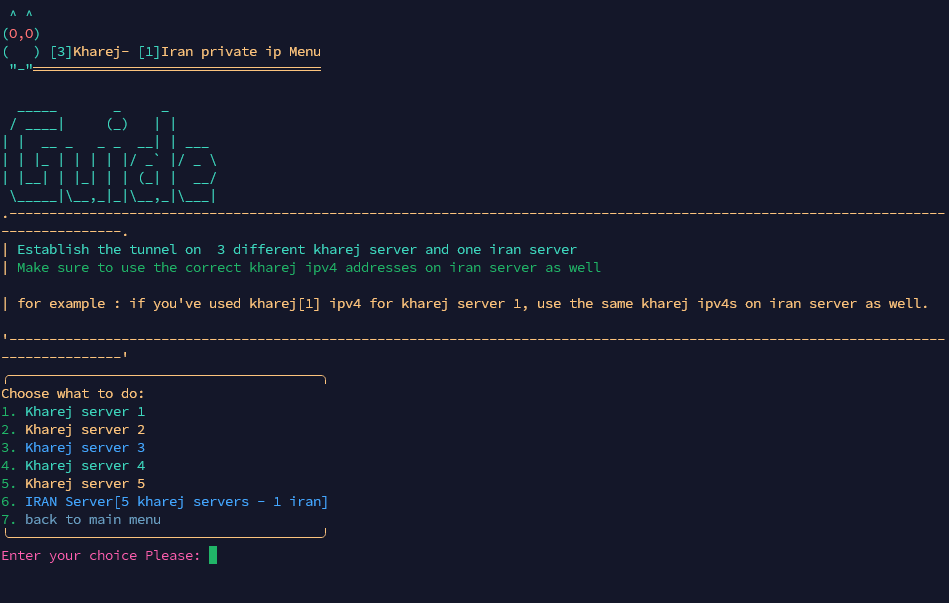 ^ ^
(O,O)
(   ) [3]Kharej- [1]Iran private ip Menu
 "-"════════════════════════════════════
  _____       _     _
 / ____|     (_)   | |
| |  __ _   _ _  __| | ___
| | |_ | | | | |/ _` |/ _ \
| |__| | |_| | | (_| |  __/
 \_____|\__,_|_|\__,_|\___|
.---------------------------------------------------------------------------------------------------------------------
---------------.
| Establish the tunnel on  3 different kharej server and one iran server
| Make sure to use the correct kharej ipv4 addresses on iran server as well
| for example : if you've used kharej[1] ipv4 for kharej server 1, use the same kharej ipv4s on iran server as well.
'---------------------------------------------------------------------------------------------------------------------
---------------'
╭───────────────────────────────────────╮
Choose what to do:
1. Kharej server 1
2. Kharej server 2
3. Kharej server 3
4. Kharej server 4
5. Kharej server 5
6. IRAN Server[5 kharej servers - 1 iran]
7. back to main menu
╰───────────────────────────────────────╯
Enter your choice Please: